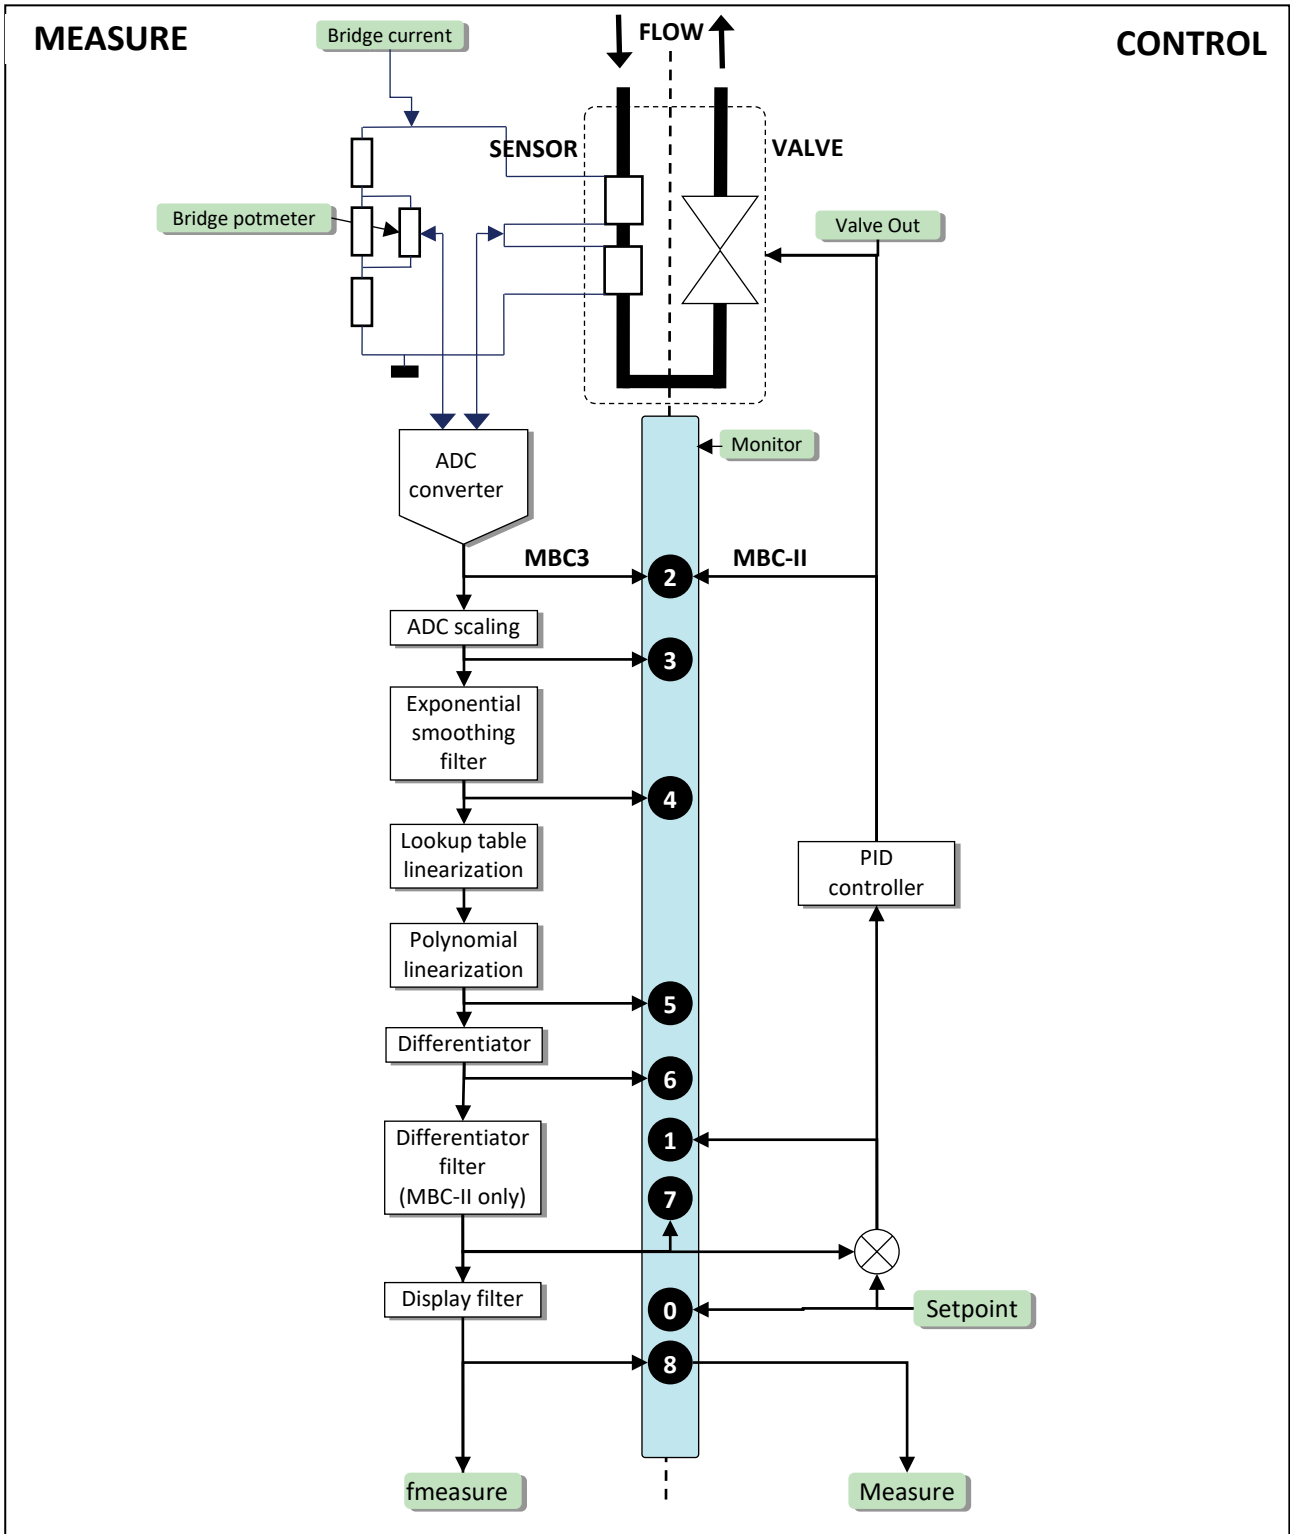 MEASURE
Bridge current
FLOW
CONTROL
SENSOR
VALVE
Bridge potmeter
Valve Out
Monitor
ADC
converter
MBC3
2
MBC-II
ADC scaling
3
Exponential
smoothing
filter
4
Lookup table
linearization
PID
controller
Polynomial
linearization
5
Differentiator
6
Differentiator
filter
(MBC-II only)
1
7
Display filter
0
Setpoint
8
fmeasure
Measure